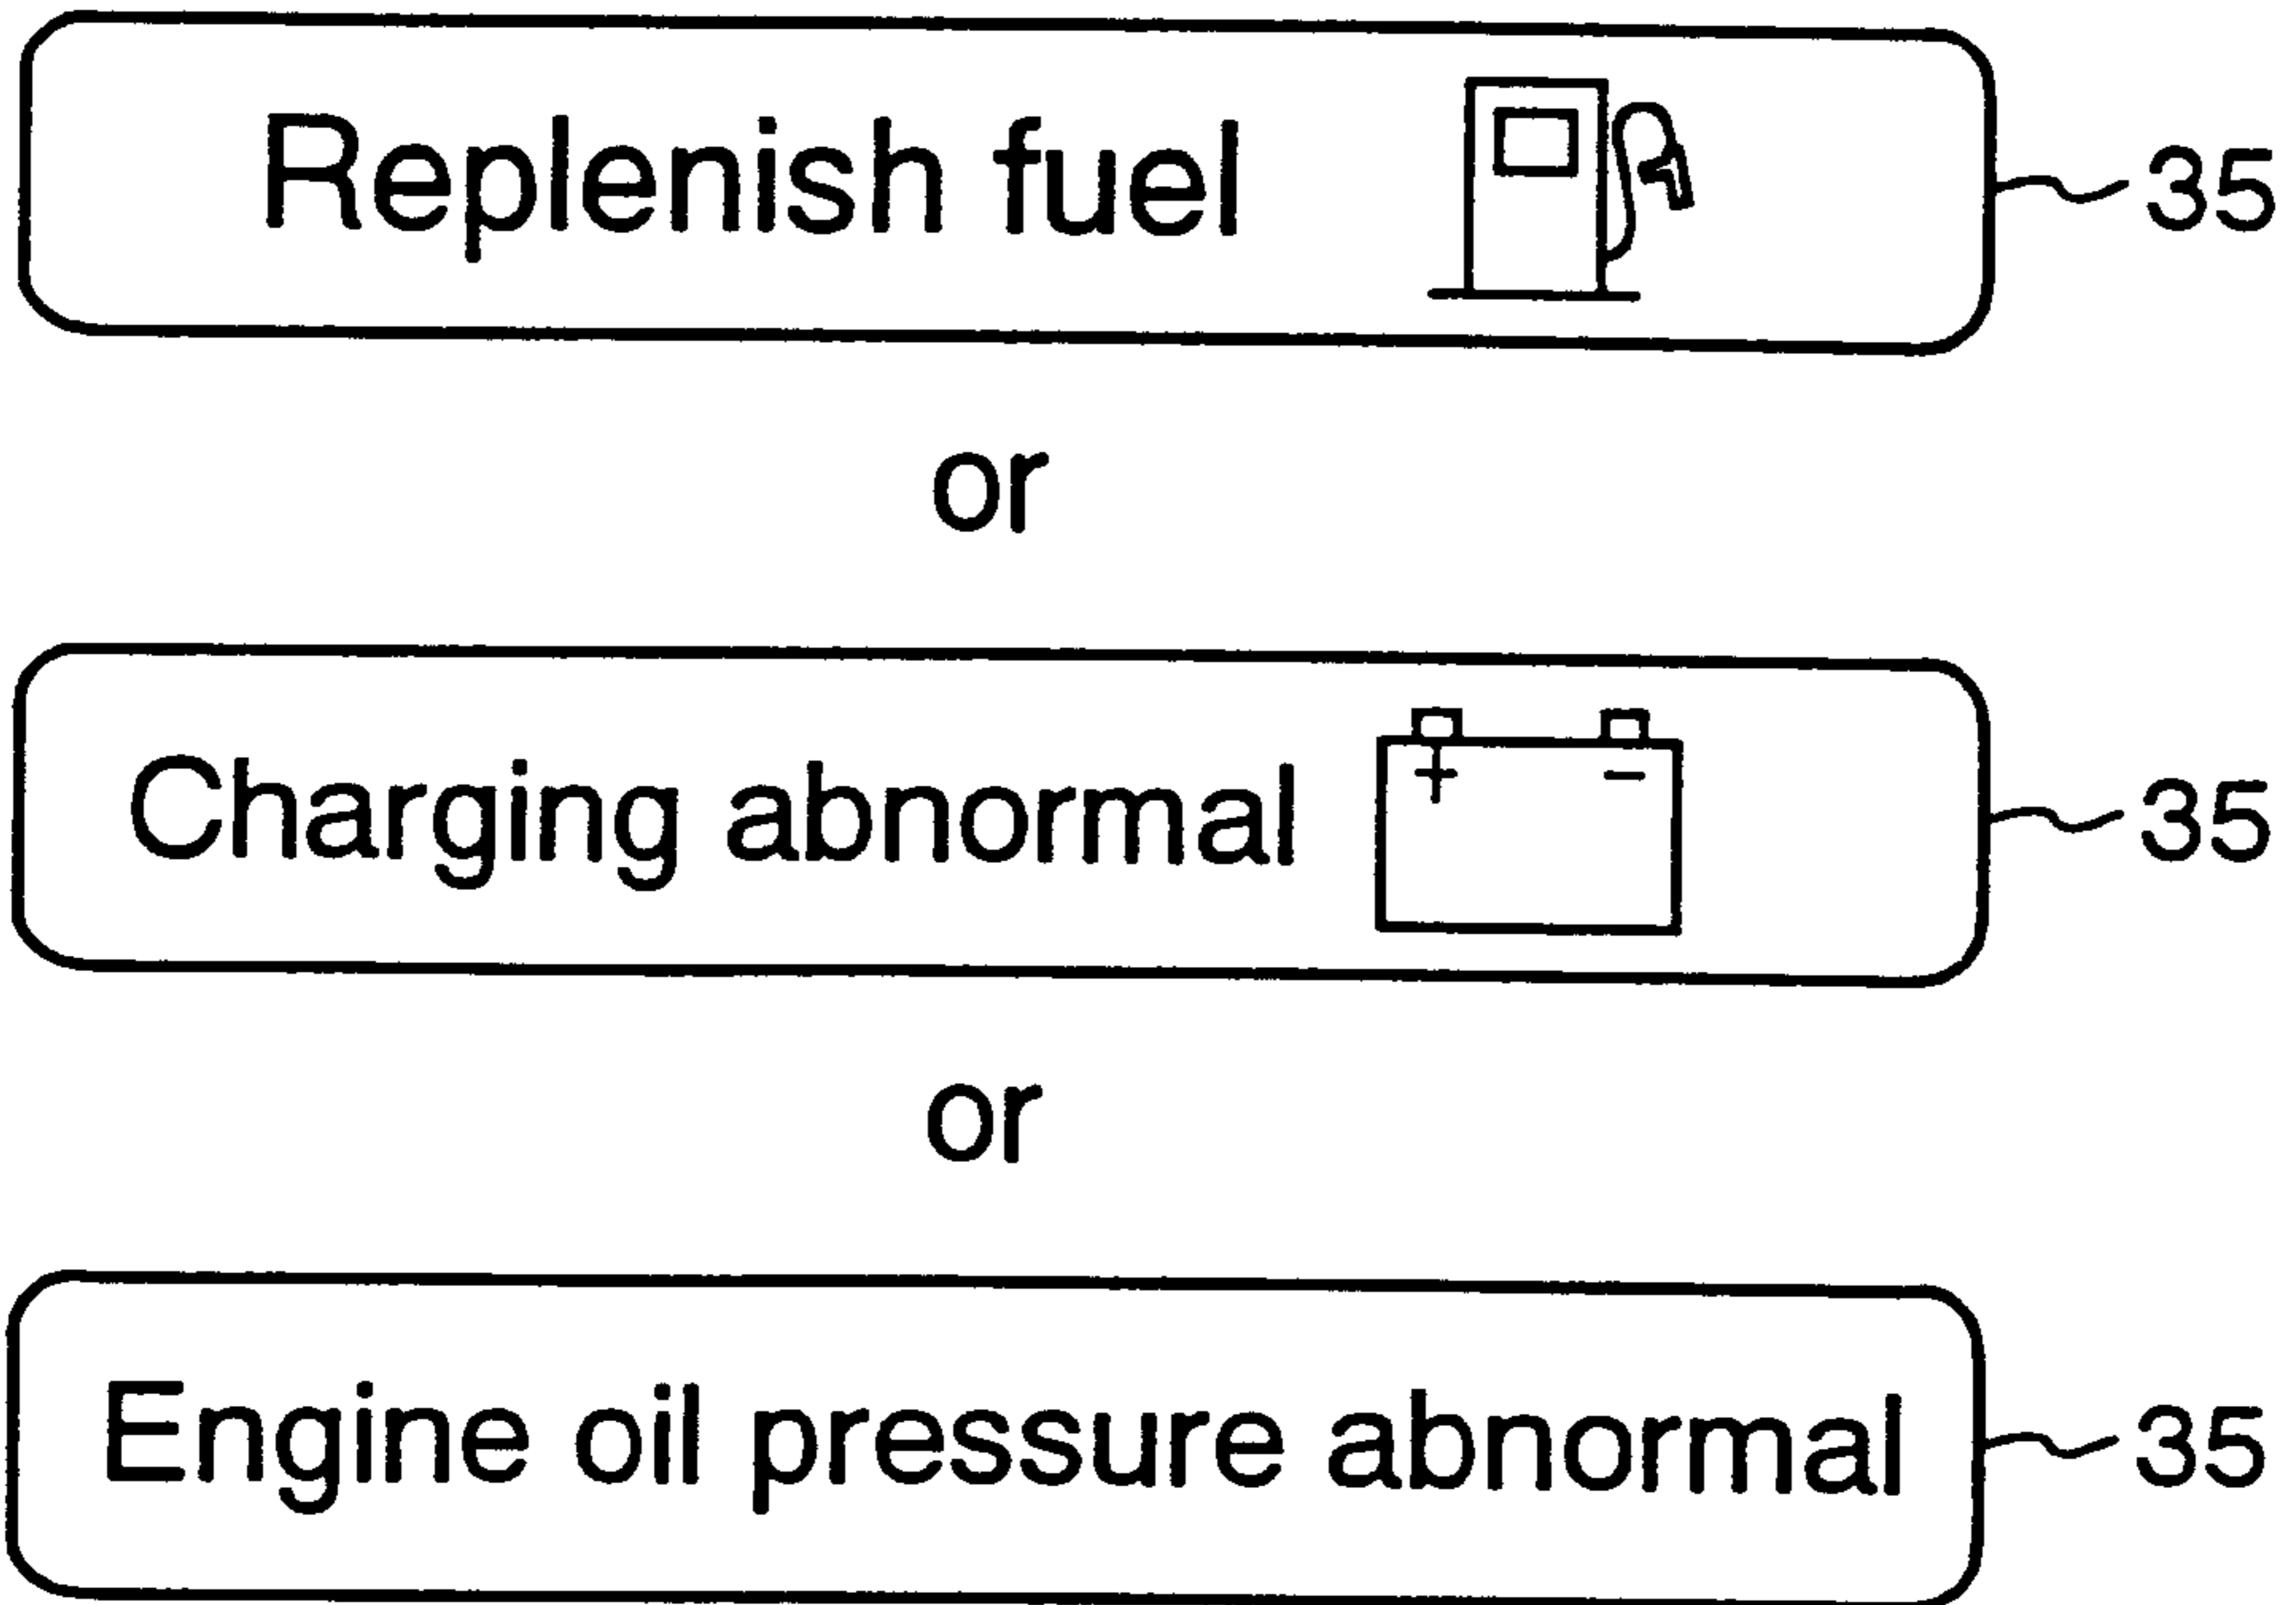 Replenish fuel 35
or
Charging abnormal + − 35
or
Engine oil pressure abnormal 35